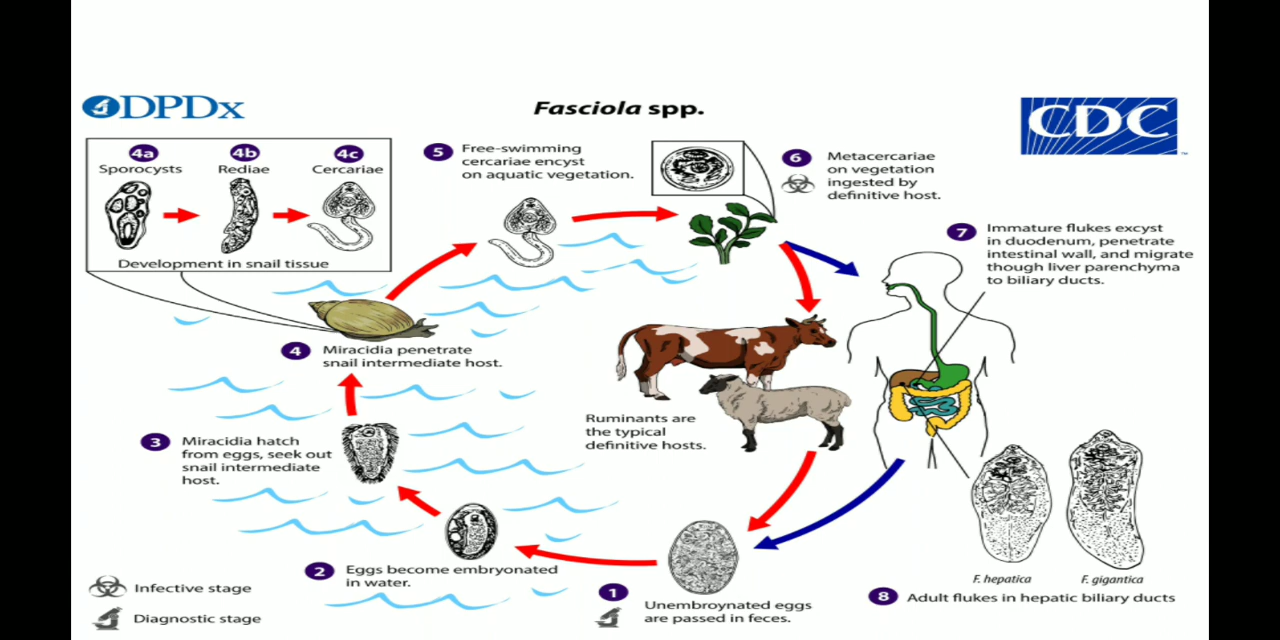 DPDx
Fasciola spp.
CDC
4a
4b
4c
Sporocysts
Rediae
Cercariae
Development in snail tissue
5
Free-swimming
cercariae encyst
on aquatic vegetation.
6
Metacercariae
on vegetation
ingested by
definitive host.
7
Immature flukes excyst
in duodenum, penetrate
intestinal wall, and migrate
though liver parenchyma
to biliary ducts.
4
Miracidia penetrate
snail intermediate host.
Ruminants are
the typical
definitive hosts.
3
Miracidia hatch
from eggs, seek out
snail intermediate
host.
2
Eggs become embryonated
in water.
1
Unembroynated eggs
are passed in feces.
F. hepatica
F. gigantica
8
Adult flukes in hepatic biliary ducts
Infective stage
Diagnostic stage